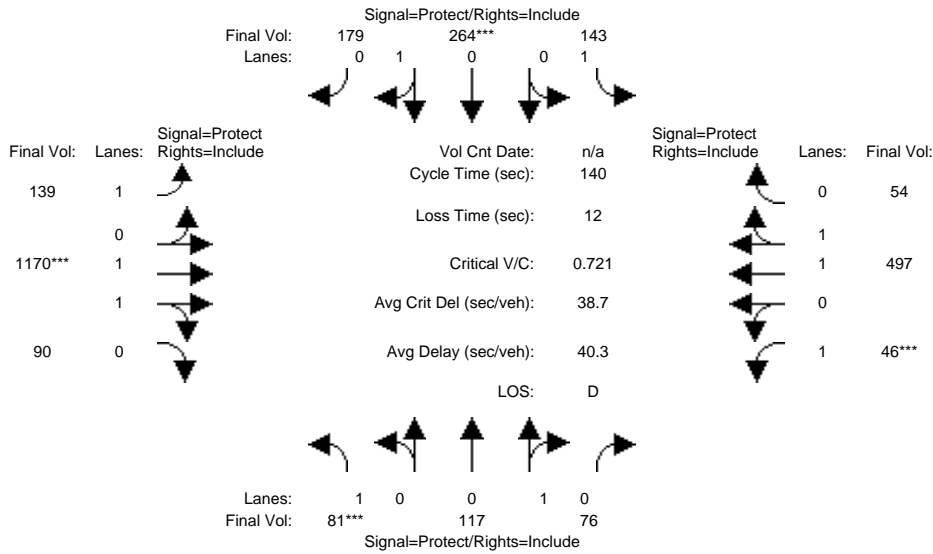 Signal=Protect/Rights=Include
Final Vol: 179 264*** 143
Lanes: 0 1 0 0 1
Signal=Protect Signal=Protect
Final Vol: Lanes: Rights=Include Vol Cnt Date: n/a Rights=Include Lanes: Final Vol:
Cycle Time (sec): 140
139 1 0 54
Loss Time (sec): 12
0 1
1170*** 1 Critical V/C: 0.721 1 497
1 Avg Crit Del (sec/veh): 38.7 0
90 0 Avg Delay (sec/veh): 40.3 1 46***
LOS: D
Lanes: 1 0 0 1 0
Final Vol: 81*** 117 76
Signal=Protect/Rights=Include